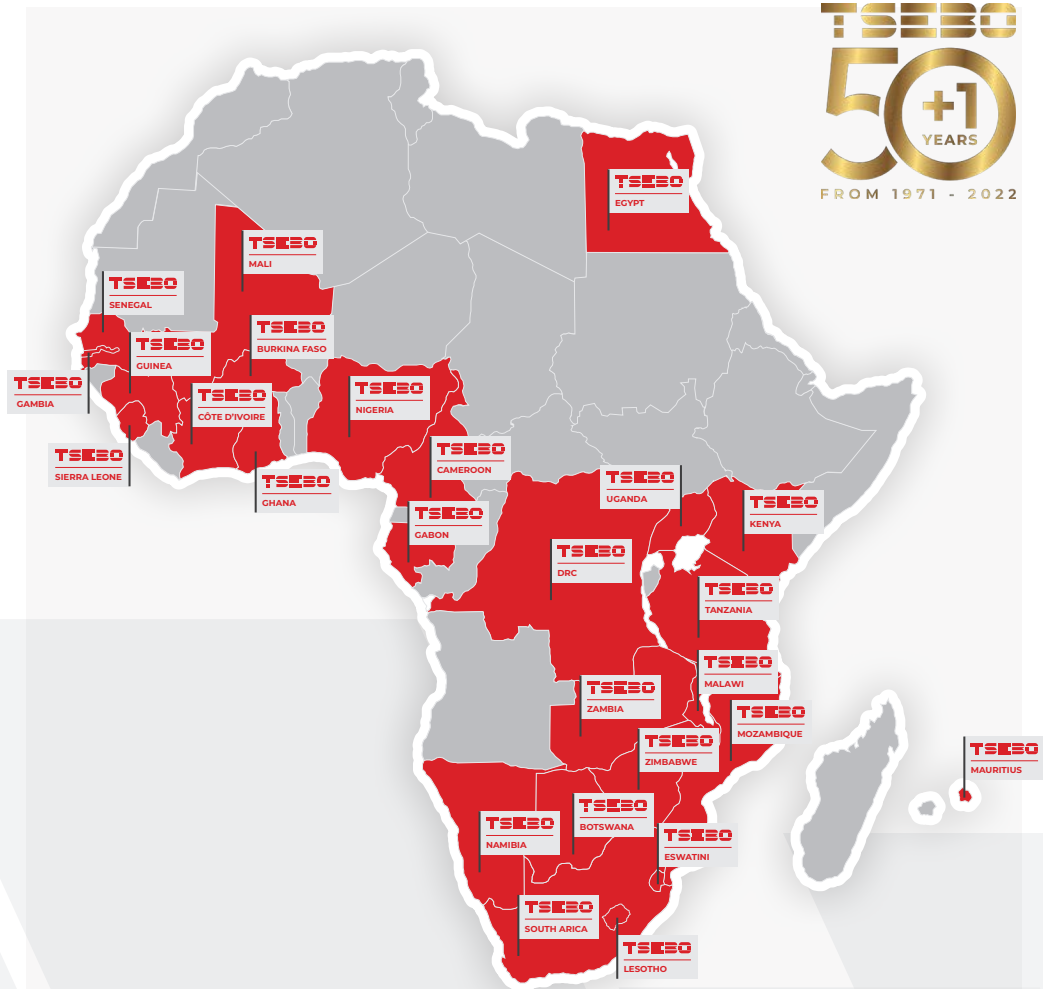 TSEBO
50
+1
YEARS
FROM 1971 - 2022
TSEBO
EGYPT
TSEBO
MALI
TSEBO
SENEGAL
TSEBO
BURKINA FASO
TSEBO
GUINEA
TSEBO
GAMBIA
TSEBO
CÔTE D'IVOIRE
TSEBO
NIGERIA
TSEBO
SIERRA LEONE
TSEBO
CAMEROON
TSEBO
GHANA
TSEBO
UGANDA
TSEBO
KENYA
TSEBO
GABON
TSEBO
DRC
TSEBO
TANZANIA
TSEBO
MALAWI
TSEBO
ZAMBIA
TSEBO
MOZAMBIQUE
TSEBO
ZIMBABWE
TSEBO
MAURITIUS
TSEBO
BOTSWANA
TSEBO
NAMIBIA
TSEBO
ESWATINI
TSEBO
SOUTH ARICA
TSEBO
LESOTHO